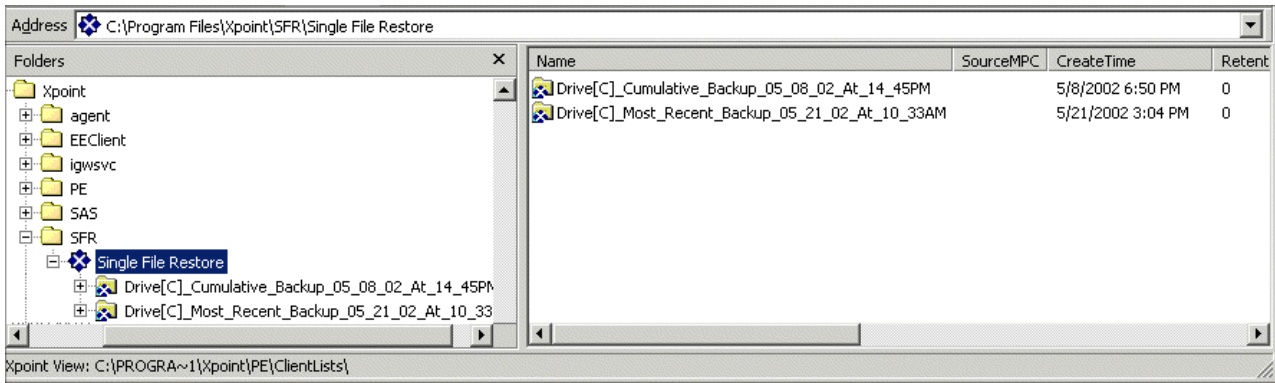 Address C:\Program Files\Xpoint\SFR\Single File Restore
Folders
Xpoint
agent
EEClient
igwsvc
PE
SAS
SFR
Single File Restore
Drive[C]_Cumulative_Backup_05_08_02_At_14_45PM
Drive[C]_Most_Recent_Backup_05_21_02_At_10_33
Name SourceMPC CreateTime Retent
Drive[C]_Cumulative_Backup_05_08_02_At_14_45PM 5/8/2002 6:50 PM 0
Drive[C]_Most_Recent_Backup_05_21_02_At_10_33AM 5/21/2002 3:04 PM 0
Xpoint View: C:\PROGRA~1\Xpoint\PE\ClientLists\